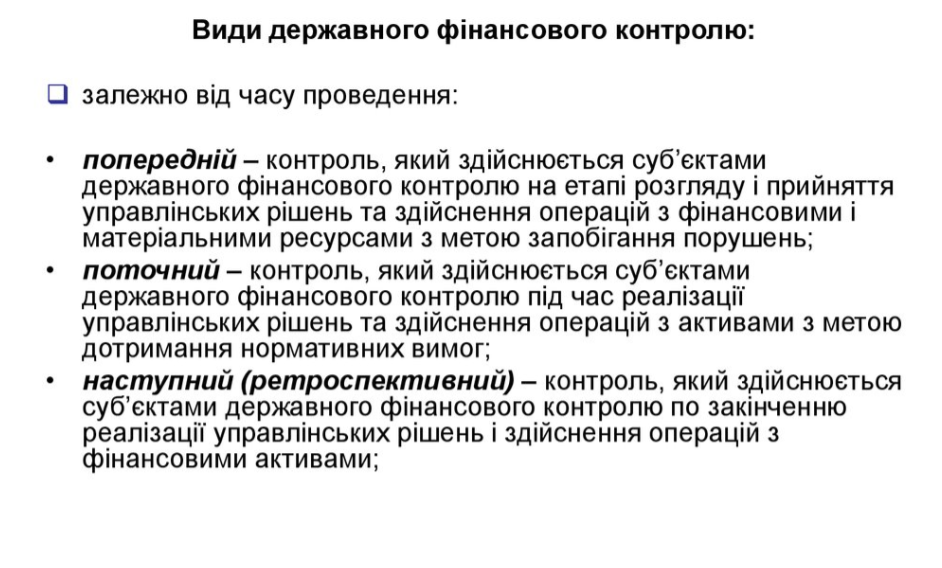 Види державного фінансового контролю:
❑ залежно від часу проведення:
• попередній – контроль, який здійснюється суб’єктами
державного фінансового контролю на етапі розгляду і прийняття
управлінських рішень та здійснення операцій з фінансовими і
матеріальними ресурсами з метою запобігання порушень;
• поточний – контроль, який здійснюється суб’єктами
державного фінансового контролю під час реалізації
управлінських рішень та здійснення операцій з активами з метою
дотримання нормативних вимог;
• наступний (ретроспективний) – контроль, який здійснюється
суб’єктами державного фінансового контролю по закінченню
реалізації управлінських рішень і здійснення операцій з
фінансовими активами;